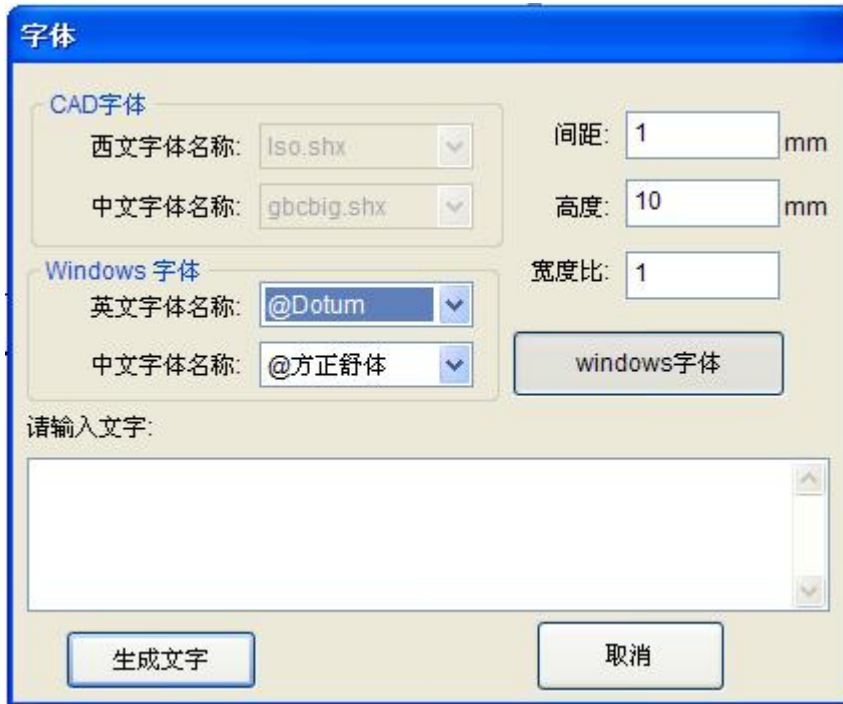 字体
CAD字体
西文字体名称: Iso.shx
中文字体名称: gbcbig.shx
间距: 1 mm
高度: 10 mm
宽度比: 1
Windows 字体
英文字体名称: @Dotum
中文字体名称: @方正舒体
windows字体
请输入文字:
生成文字
取消